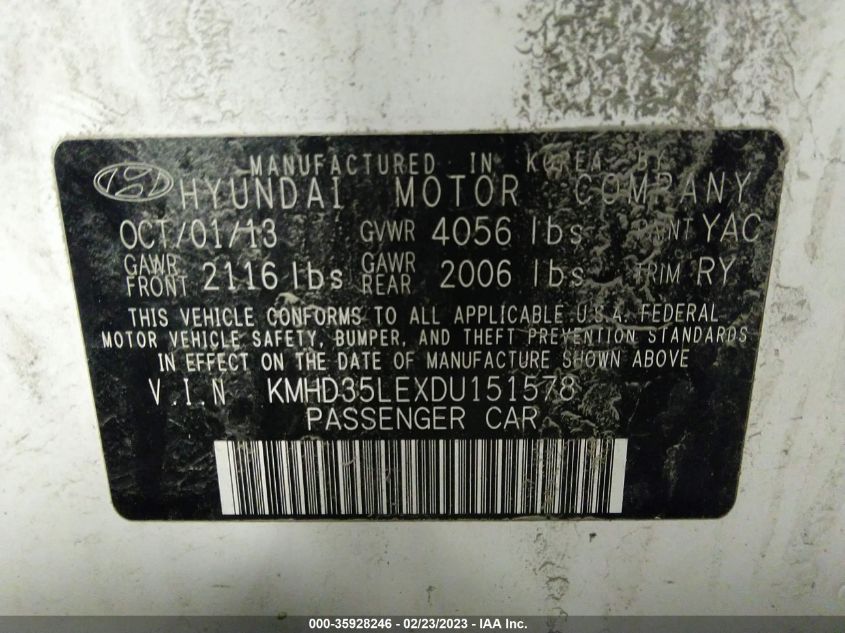 MANUFACTURED IN KOREA BY
HYUNDAI MOTOR COMPANY
OCT/01/13 GVWR 4056 lbs PAINT YAC
GAWR FRONT 2116 lbs GAWR REAR 2006 lbs TRIM RY
THIS VEHICLE CONFORMS TO ALL APPLICABLE U.S.A. FEDERAL
MOTOR VEHICLE SAFETY, BUMPER, AND THEFT PREVENTION STANDARDS
IN EFFECT ON THE DATE OF MANUFACTURE SHOWN ABOVE
V.I.N KMHD35LEXDU151578
PASSENGER CAR
000-35928246 - 02/23/2023 - IAA Inc.